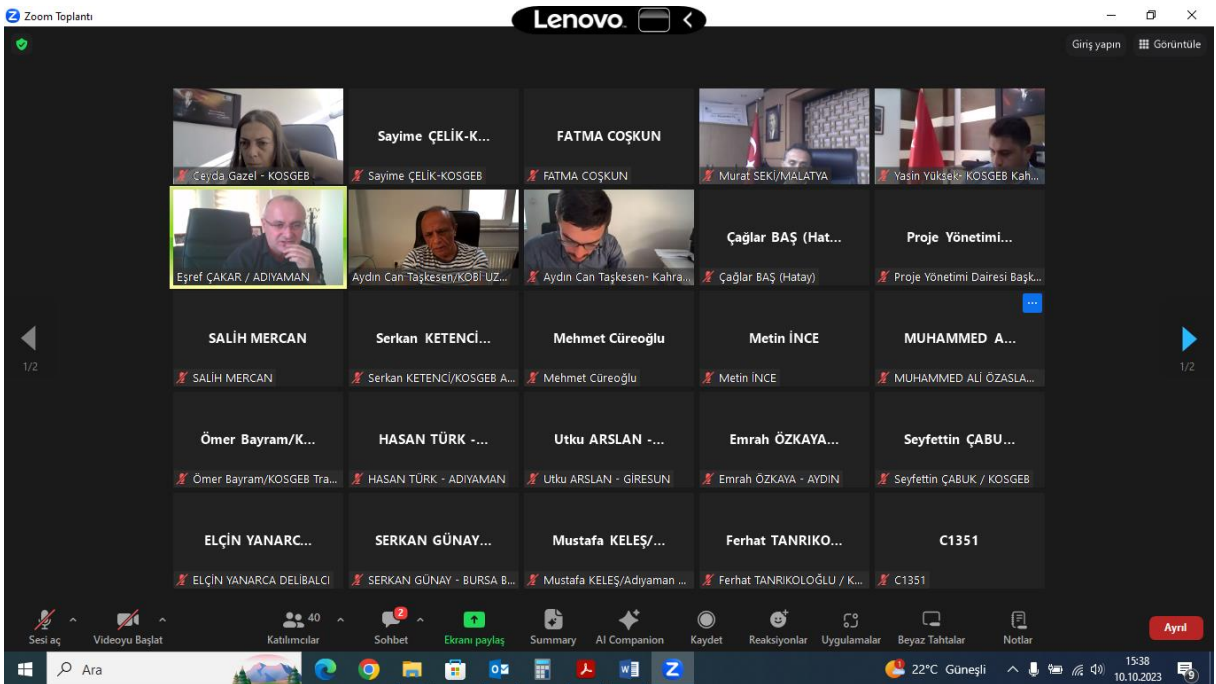 Zoom Toplantı
Lenovo
Giriş yapın
Görüntüle
Ceyda Gazel - KOSGEB
Sayime ÇELİK-K...
Sayime ÇELİK-KOSGEB
FATMA COŞKUN
FATMA COŞKUN
Murat SEKİ/MALATYA
Yasin Yüksek- KOSGEB Kah...
Eşref ÇAKAR / ADIYAMAN
Aydın Can Taşkesen/KOBİ UZ...
Aydın Can Taşkesen- Kahra...
Çağlar BAŞ (Hat...
Çağlar BAŞ (Hatay)
Proje Yönetimi...
Proje Yönetimi Dairesi Başk...
SALİH MERCAN
SALİH MERCAN
Serkan KETENCİ...
Serkan KETENCİ/KOSGEB A...
Mehmet Cüreoğlu
Mehmet Cüreoğlu
Metin İNCE
Metin İNCE
MUHAMMED A...
MUHAMMED ALİ ÖZASLA...
1/2
1/2
Ömer Bayram/K...
Ömer Bayram/KOSGEB Tra...
HASAN TÜRK -...
HASAN TÜRK - ADIYAMAN
Utku ARSLAN -...
Utku ARSLAN - GİRESUN
Emrah ÖZKAYA...
Emrah ÖZKAYA - AYDIN
Seyfettin ÇABU...
Seyfettin ÇABUK / KOSGEB
ELÇİN YANARC...
ELÇİN YANARCA DELİBALCI
SERKAN GÜNAY...
SERKAN GÜNAY - BURSA B...
Mustafa KELEŞ/...
Mustafa KELEŞ/Adıyaman ...
Ferhat TANRIKO...
Ferhat TANRIKOLOĞLU / K...
C1351
C1351
Sesi aç
Videoyu Başlat
40
Katılımcılar
2
Sohbet
Ekranı paylaş
Summary
AI Companion
Kaydet
Reaksiyonlar
Uygulamalar
Beyaz Tahtalar
Notlar
Ayrıl
Ara
22°C Güneşli
15:38
10.10.2023
9